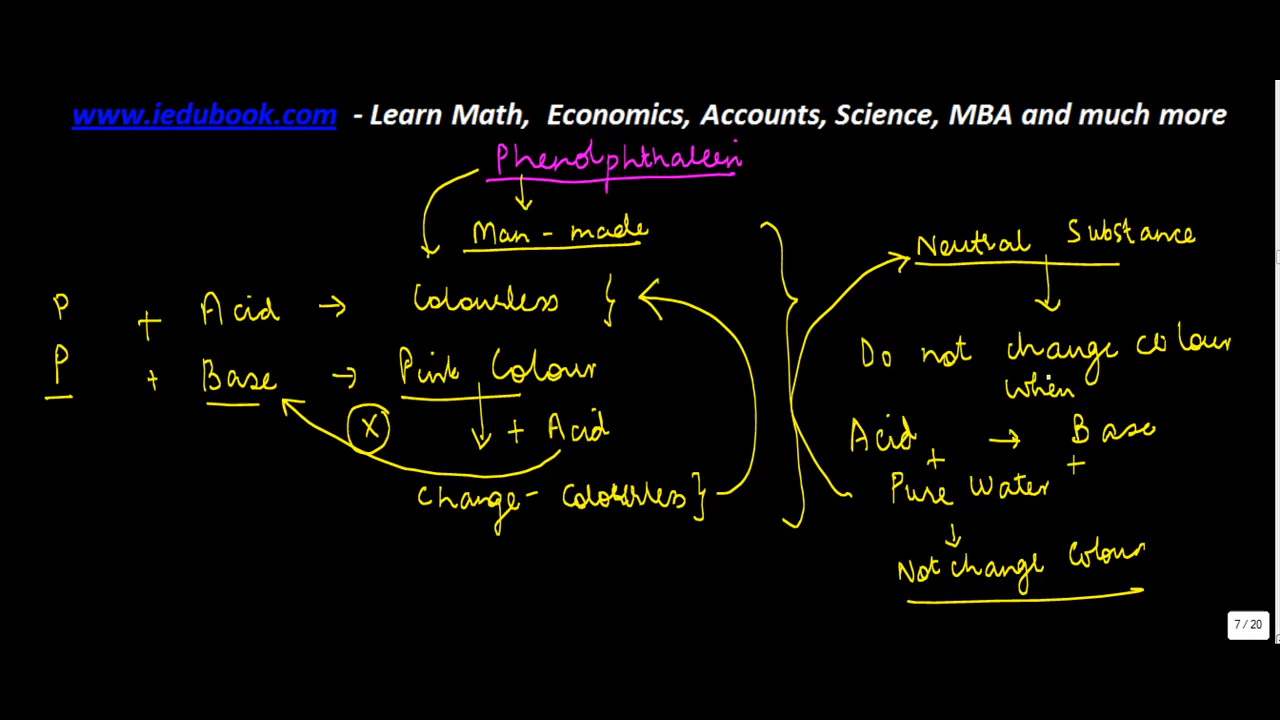 www.iedubook.com - Learn Math, Economics, Accounts, Science, MBA and much more
Phenolphthaleein
Man-made
P + Acid → Colourless }
P + Base → Pink Colour
X
+ Acid
Change - Colourless }
Neutral Substance
Do not change colour
when
Acid → Base
+ +
Pure Water
Not change Colour
7 / 20